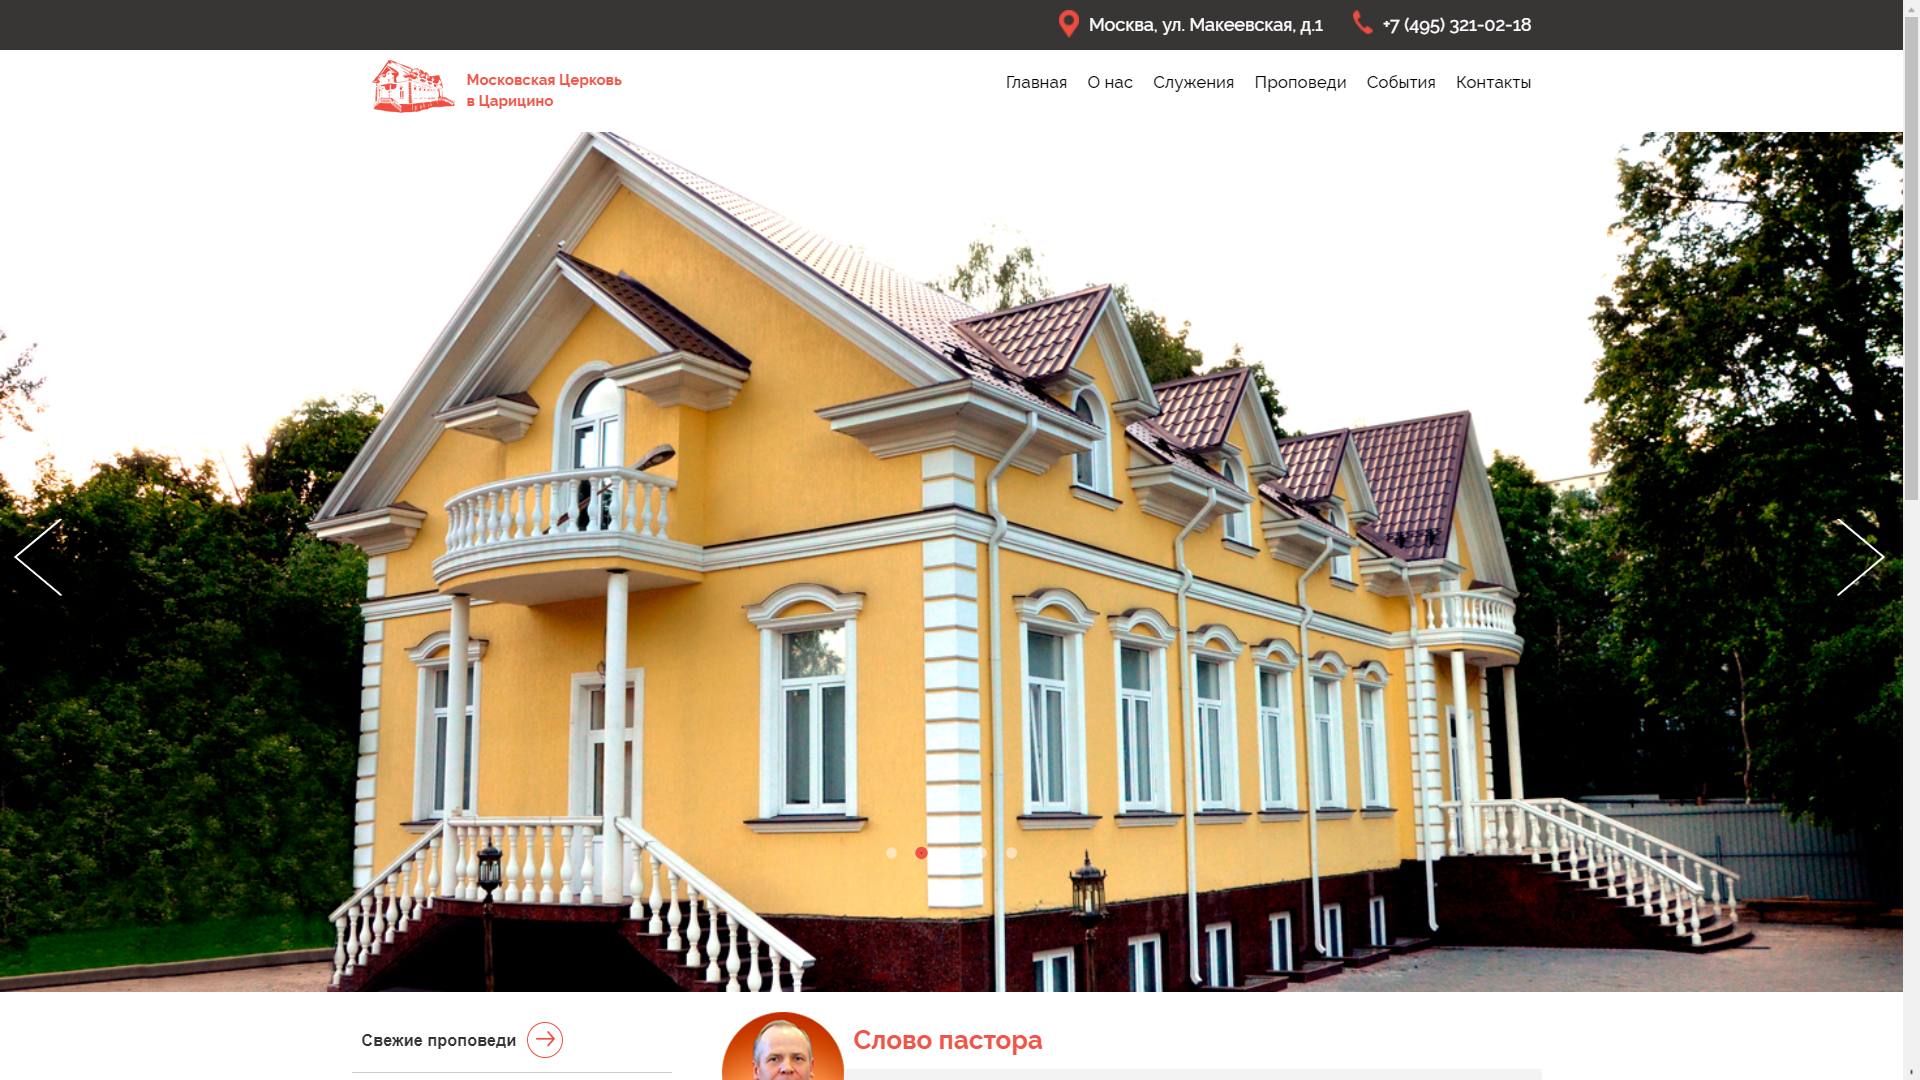 Москва, ул. Макеевская, д.1 +7 (495) 321-02-18
Московская Церковь
в Царицино
Главная О нас Служения Проповеди События Контакты
Свежие проповеди
Слово пастора